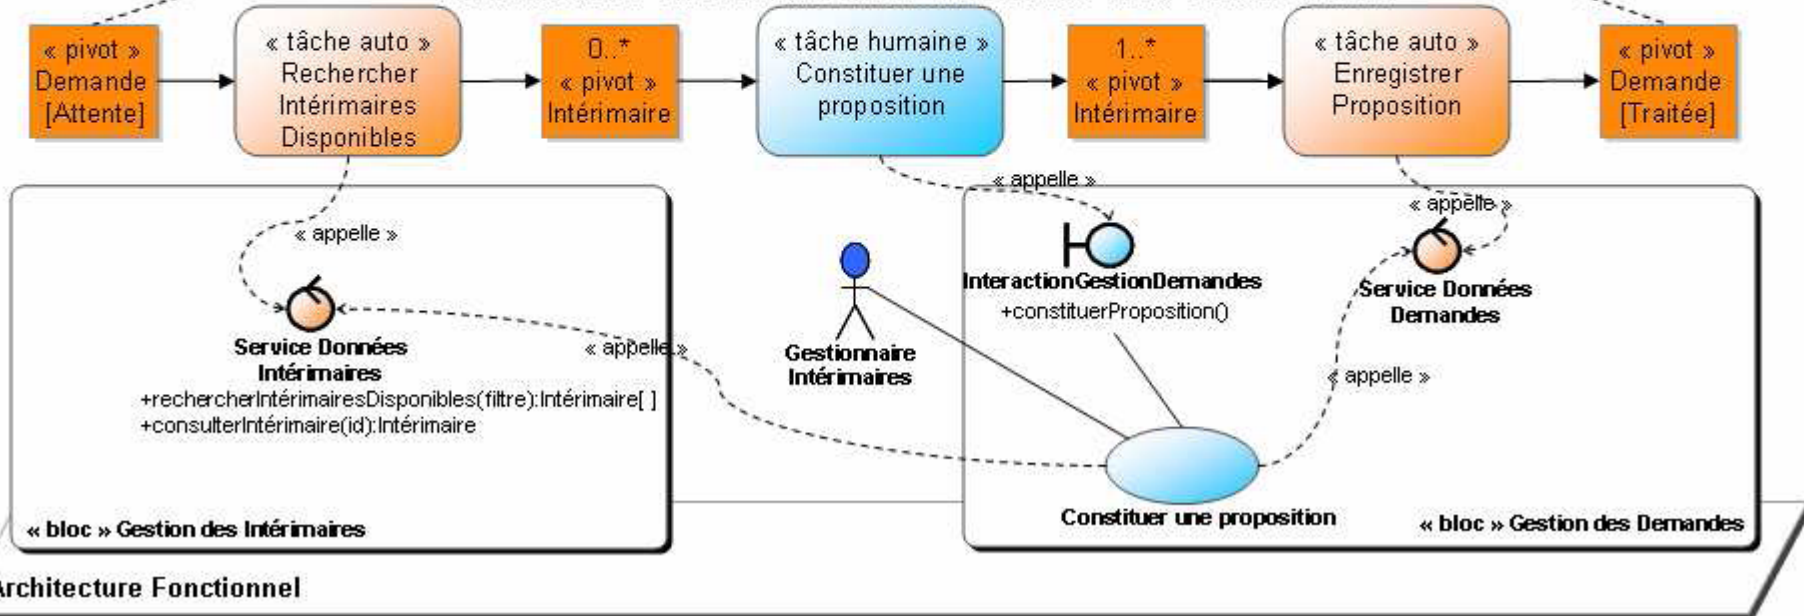 « pivot »
Demande
[Attente]
« tâche auto »
Rechercher
Intérimaires
Disponibles
0..*
« pivot »
Intérimaire
« tâche humaine »
Constituer une
proposition
1..*
« pivot »
Intérimaire
« tâche auto »
Enregistrer
Proposition
« pivot »
Demande
[Traitée]
« appelle »
Service Données
Intérimaires
+rechercherIntérimairesDisponibles(filtre):Intérimaire[ ]
+consulterIntérimaire(id):Intérimaire
« appelle »
« bloc » Gestion des Intérimaires
Gestionnaire
Intérimaires
« appelle »
InteractionGestionDemandes
+constituerProposition()
« appelle »
Service Données
Demandes
« appelle »
Constituer une proposition
« bloc » Gestion des Demandes
Architecture Fonctionnel